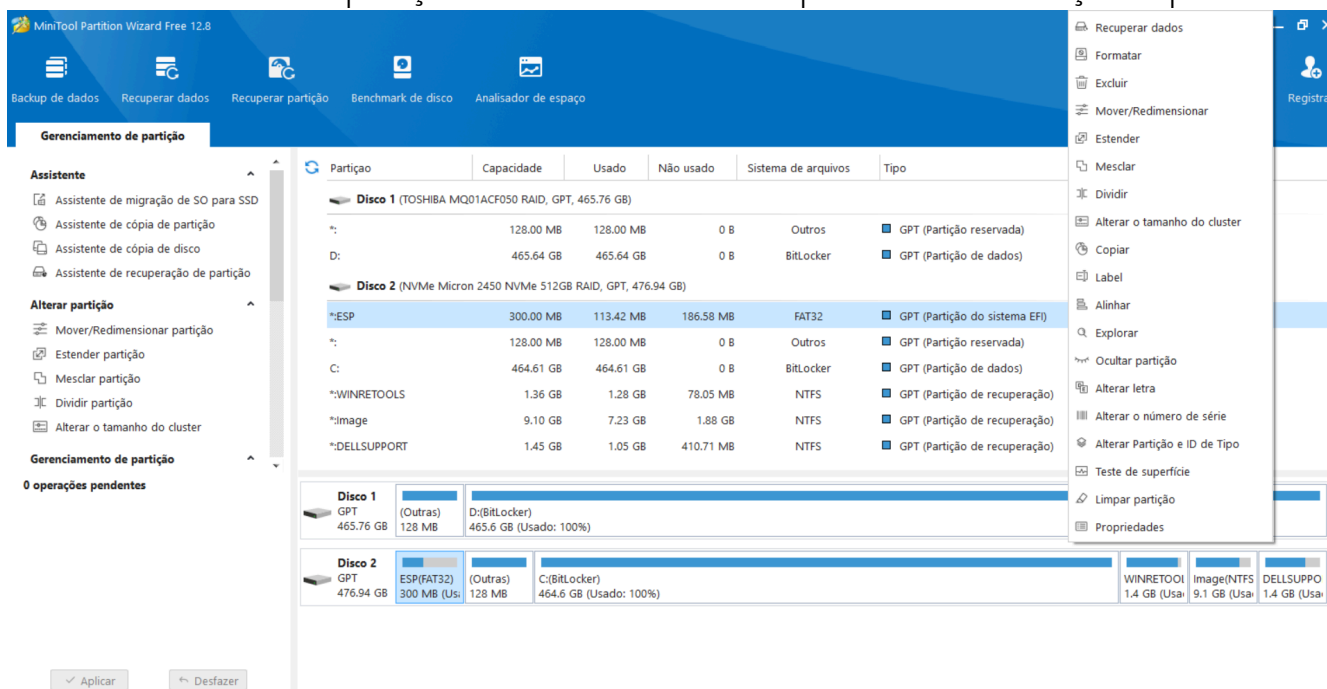 MiniTool Partition Wizard Free 12.8
Backup de dados Recuperar dados Recuperar partição Benchmark de disco Analisador de espaço Registra
Gerenciamento de partição
Assistente
Assistente de migração de SO para SSD
Assistente de cópia de partição
Assistente de cópia de disco
Assistente de recuperação de partição
Alterar partição
Mover/Redimensionar partição
Estender partição
Mesclar partição
Dividir partição
Alterar o tamanho do cluster
Gerenciamento de partição
0 operações pendentes
Aplicar Desfazer
Partiçao Capacidade Usado Não usado Sistema de arquivos Tipo
Disco 1 (TOSHIBA MQ01ACF050 RAID, GPT, 465.76 GB)
*: 128.00 MB 128.00 MB 0 B Outros GPT (Partição reservada)
D: 465.64 GB 465.64 GB 0 B BitLocker GPT (Partição de dados)
Disco 2 (NVMe Micron 2450 NVMe 512GB RAID, GPT, 476.94 GB)
*:ESP 300.00 MB 113.42 MB 186.58 MB FAT32 GPT (Partição do sistema EFI)
*: 128.00 MB 128.00 MB 0 B Outros GPT (Partição reservada)
C: 464.61 GB 464.61 GB 0 B BitLocker GPT (Partição de dados)
*:WINRETOOLS 1.36 GB 1.28 GB 78.05 MB NTFS GPT (Partição de recuperação)
*:Image 9.10 GB 7.23 GB 1.88 GB NTFS GPT (Partição de recuperação)
*:DELLSUPPORT 1.45 GB 1.05 GB 410.71 MB NTFS GPT (Partição de recuperação)
Disco 1
GPT (Outras) D:(BitLocker)
465.76 GB 128 MB 465.6 GB (Usado: 100%)
Disco 2
GPT ESP(FAT32) (Outras) C:(BitLocker) WINRETOOL Image(NTFS DELLSUPPO
476.94 GB 300 MB (Usa 128 MB 464.6 GB (Usado: 100%) 1.4 GB (Usa 9.1 GB (Usa 1.4 GB (Usa
Recuperar dados
Formatar
Excluir
Mover/Redimensionar
Estender
Mesclar
Dividir
Alterar o tamanho do cluster
Copiar
Label
Alinhar
Explorar
Ocultar partição
Alterar letra
Alterar o número de série
Alterar Partição e ID de Tipo
Teste de superfície
Limpar partição
Propriedades